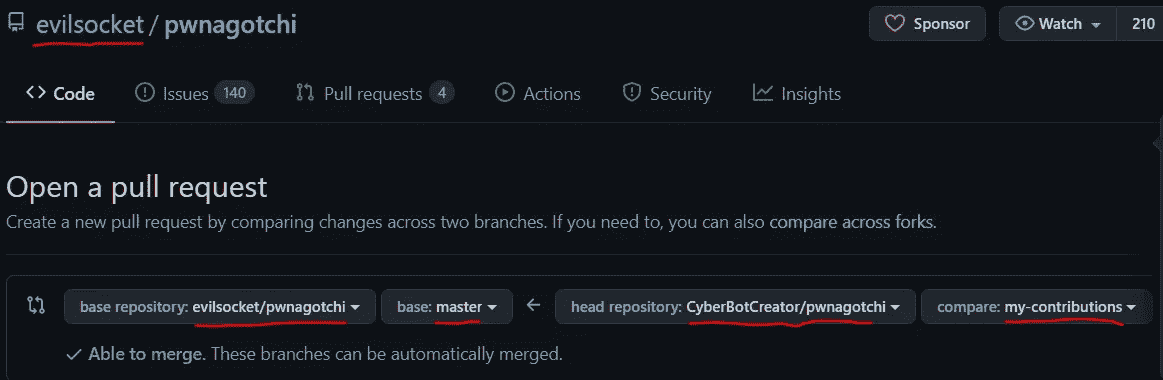 evilsocket / pwnagotchi Sponsor Watch 210
Code Issues 140 Pull requests 4 Actions Security Insights
Open a pull request
Create a new pull request by comparing changes across two branches. If you need to, you can also compare across forks.
base repository: evilsocket/pwnagotchi base: master ← head repository: CyberBotCreator/pwnagotchi compare: my-contributions
✓ Able to merge. These branches can be automatically merged.